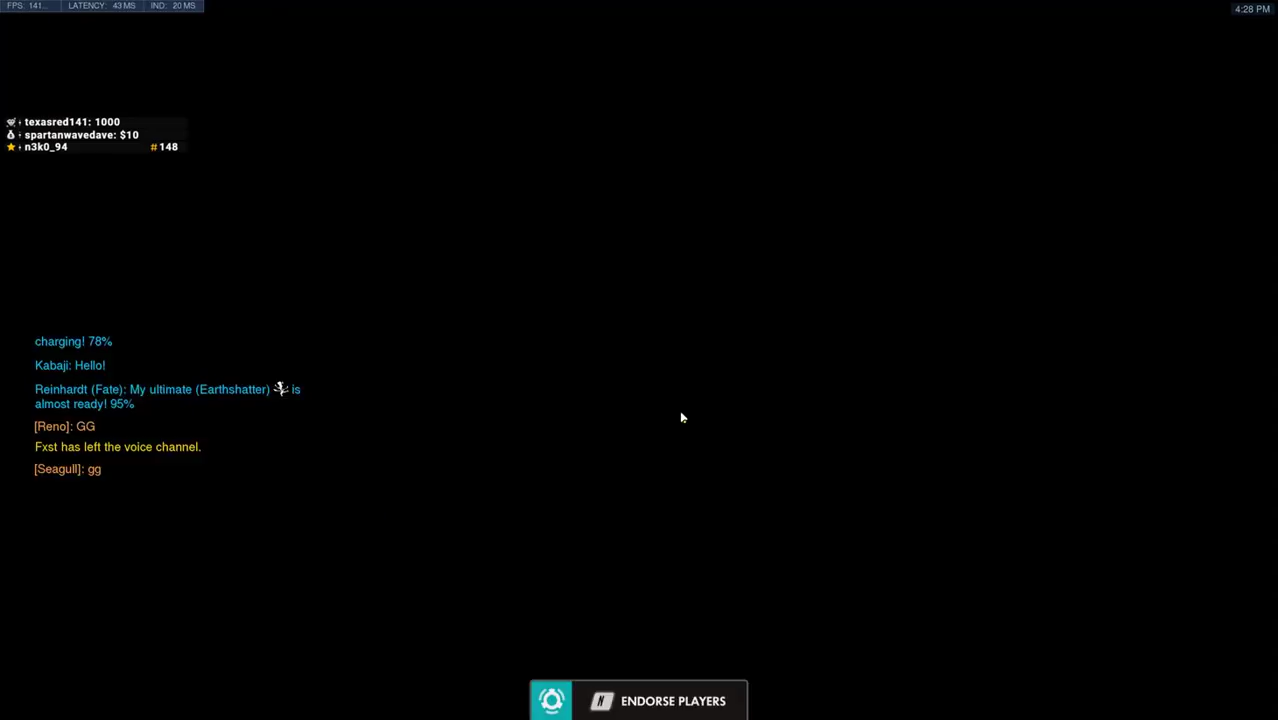 FPS: 141... LATENCY: 43 MS IND: 20 MS
4:28 PM
texasred141: 1000
spartanwavedave: $10
n3k0_94 #148
charging! 78%
Kabaji: Hello!
Reinhardt (Fate): My ultimate (Earthshatter) is
almost ready! 95%
[Reno]: GG
Fxst has left the voice channel.
[Seagull]: gg
N ENDORSE PLAYERS